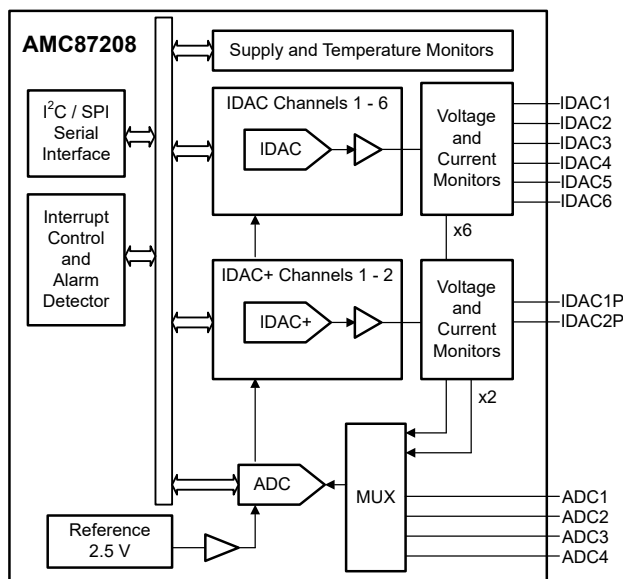 AMC87208
Supply and Temperature Monitors
I²C / SPI
Serial
Interface
IDAC Channels 1 - 6
IDAC
Voltage
and
Current
Monitors
IDAC1
IDAC2
IDAC3
IDAC4
IDAC5
IDAC6
Interrupt
Control
and
Alarm
Detector
x6
IDAC+ Channels 1 - 2
IDAC+
Voltage
and
Current
Monitors
IDAC1P
IDAC2P
x2
ADC
MUX
ADC1
ADC2
ADC3
ADC4
Reference
2.5 V